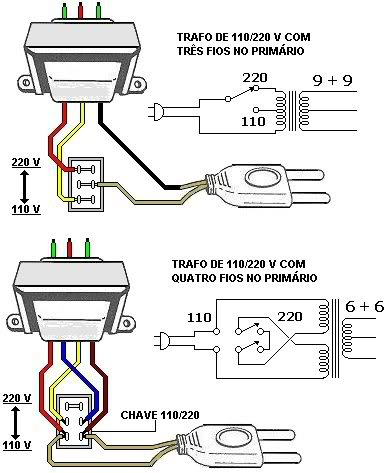 TRAFO DE 110/220 V COM
TRÊS FIOS NO PRIMÁRIO
220
9 + 9
110
220 V
110 V
TRAFO DE 110/220 V COM
QUATRO FIOS NO PRIMÁRIO
110
220
6 + 6
220 V
CHAVE 110/220
110 V